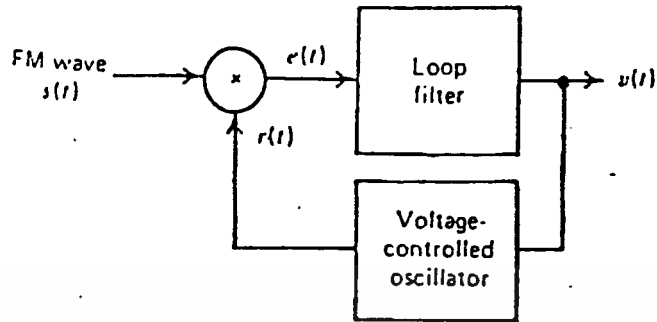 FM wave
s(t)
×
e(t)
Loop
filter
v(t)
r(t)
Voltage-
controlled
oscillator